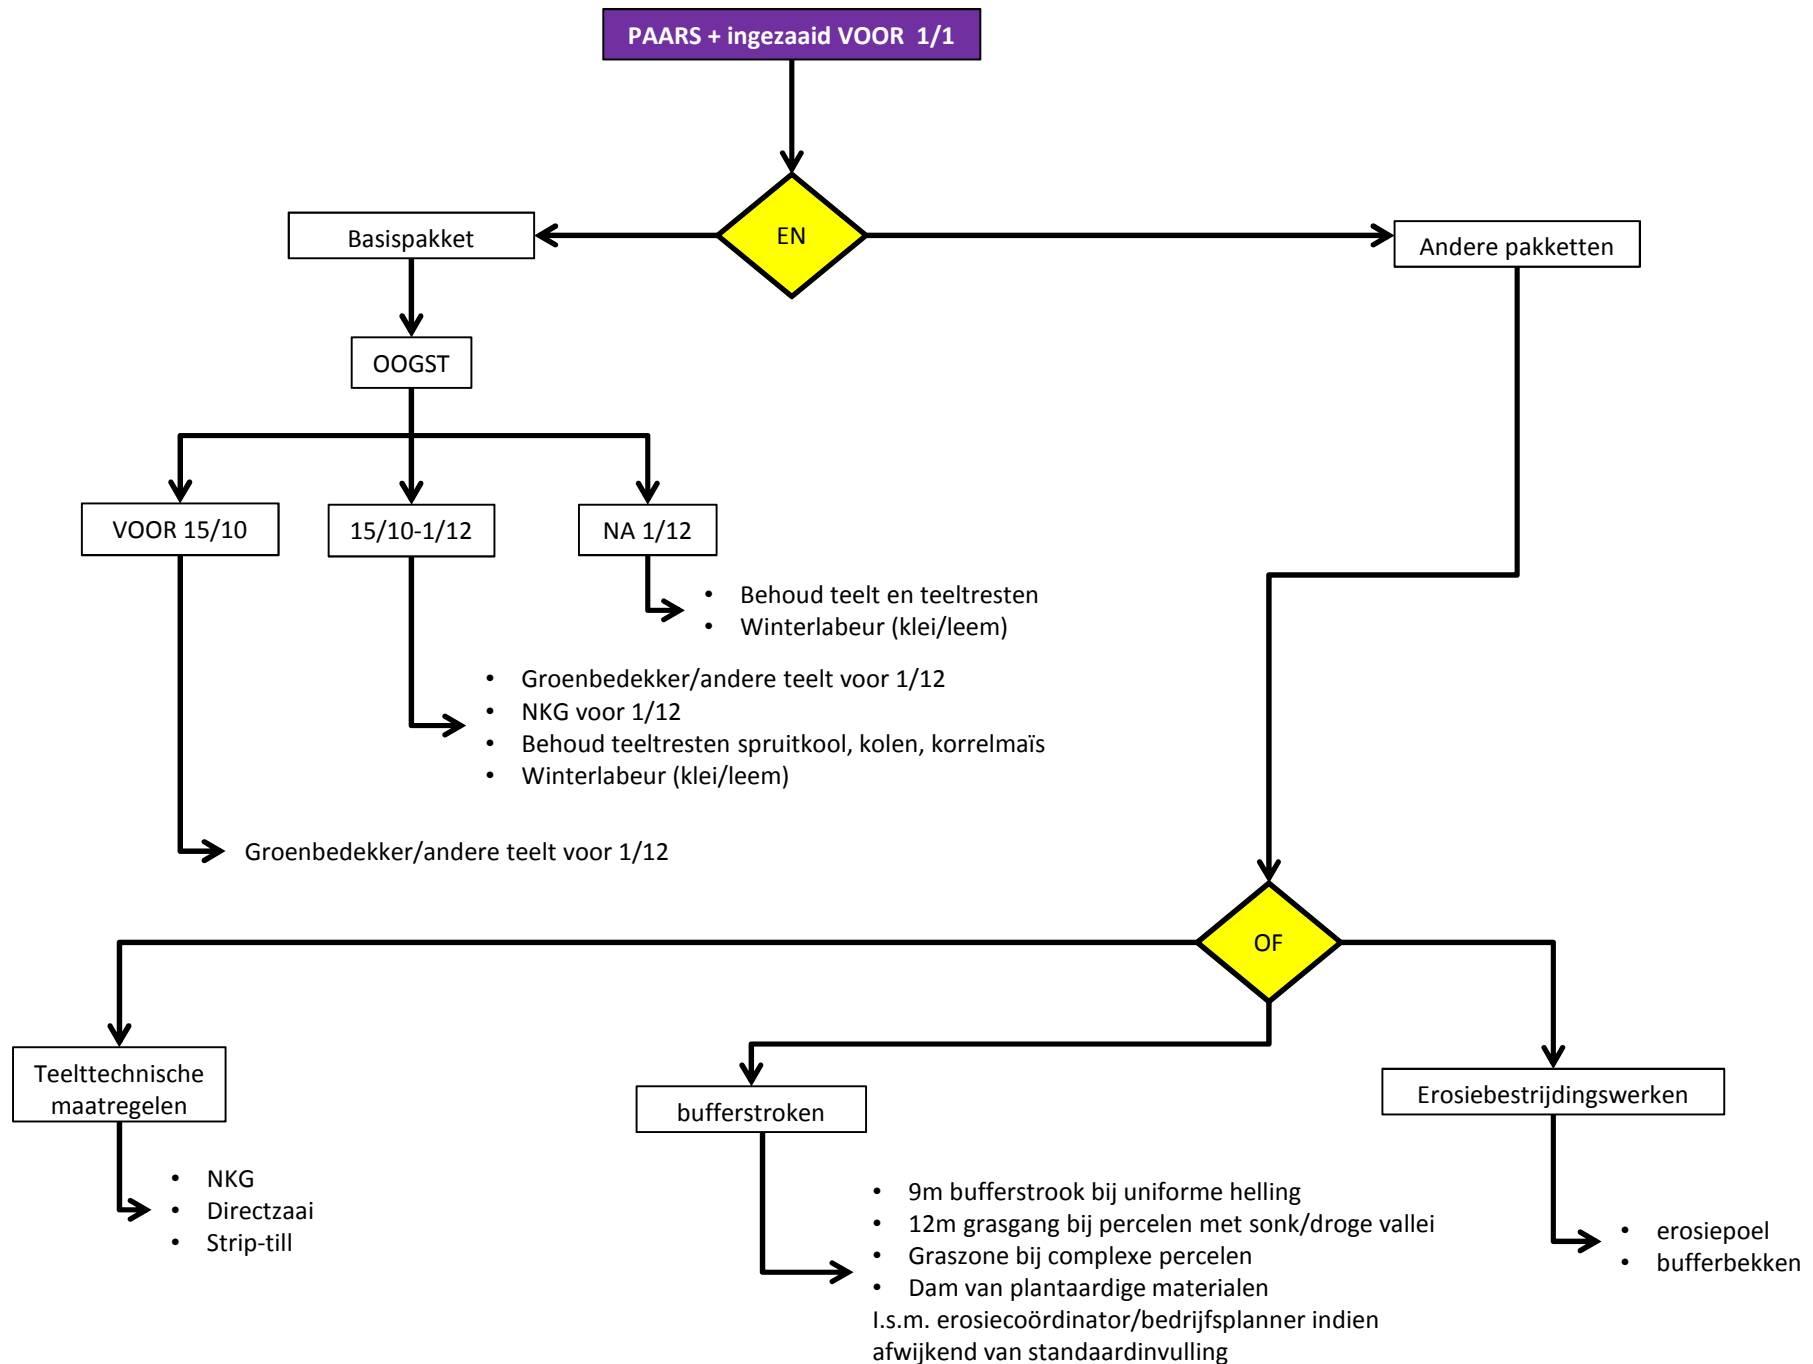 PAARS + ingezaaid VOOR 1/1
EN
Basispakket
Andere pakketten
OOGST
VOOR 15/10
15/10-1/12
NA 1/12
• Behoud teelt en teeltresten
• Winterlabeur (klei/leem)
• Groenbedekker/andere teelt voor 1/12
• NKG voor 1/12
• Behoud teeltresten spruitkool, kolen, korrelmaïs
• Winterlabeur (klei/leem)
Groenbedekker/andere teelt voor 1/12
OF
Teelttechnische
maatregelen
bufferstroken
Erosiebestrijdingswerken
• NKG
• Directzaai
• Strip-till
• 9m bufferstrook bij uniforme helling
• 12m grasgang bij percelen met sonk/droge vallei
• Graszone bij complexe percelen
• Dam van plantaardige materialen
I.s.m. erosiecoördinator/bedrijfsplanner indien
afwijkend van standaardinvulling
• erosiepoel
• bufferbekken